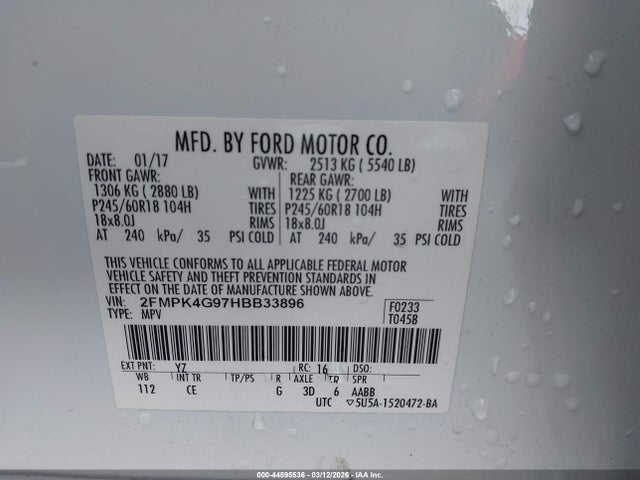 MFD. BY FORD MOTOR CO.
DATE: 01/17 GVWR: 2513 KG ( 5540 LB)
FRONT GAWR: REAR GAWR:
1306 KG ( 2880 LB) WITH 1225 KG ( 2700 LB) WITH
P245/60R18 104H TIRES P245/60R18 104H TIRES
18x8.0J RIMS 18x8.0J RIMS
AT 240 kPa/ 35 PSI COLD AT 240 kPa/ 35 PSI COLD
THIS VEHICLE CONFORMS TO ALL APPLICABLE FEDERAL MOTOR
VEHICLE SAFETY AND THEFT PREVENTION STANDARDS IN
EFFECT ON THE DATE OF MANUFACTURE SHOWN ABOVE.
VIN: 2FMPK4G97HBB33896 F0233
TYPE: MPV T0458
EXT PNT: YZ RC: 16 DSO:
WB INT TR TP/PS R AXLE TR SPR
112 CE G 3D 6 AABB
UTC ▽5U5A-1520472-BA
000-44595536 - 03/12/2026 - IAA Inc.